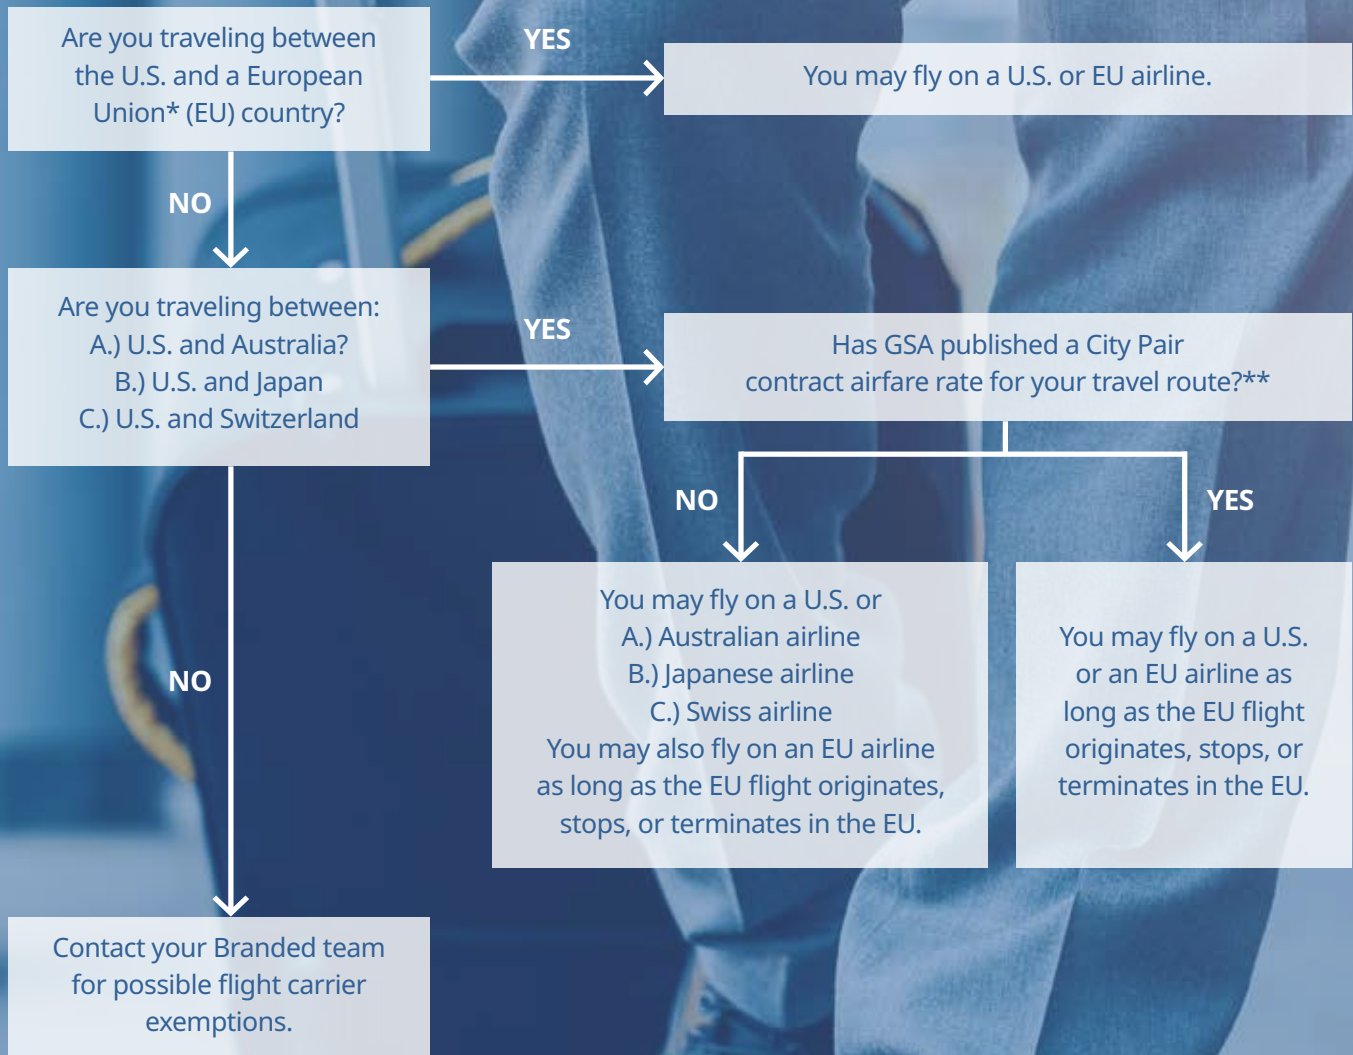 Are you traveling between
the U.S. and a European
Union* (EU) country?
YES
You may fly on a U.S. or EU airline.
NO
Are you traveling between:
A.) U.S. and Australia?
B.) U.S. and Japan
C.) U.S. and Switzerland
YES
Has GSA published a City Pair
contract airfare rate for your travel route?**
NO
YES
You may fly on a U.S. or
A.) Australian airline
B.) Japanese airline
C.) Swiss airline
You may also fly on an EU airline
as long as the EU flight originates,
stops, or terminates in the EU.
You may fly on a U.S.
or an EU airline as
long as the EU flight
originates, stops, or
terminates in the EU.
NO
Contact your Branded team
for possible flight carrier
exemptions.